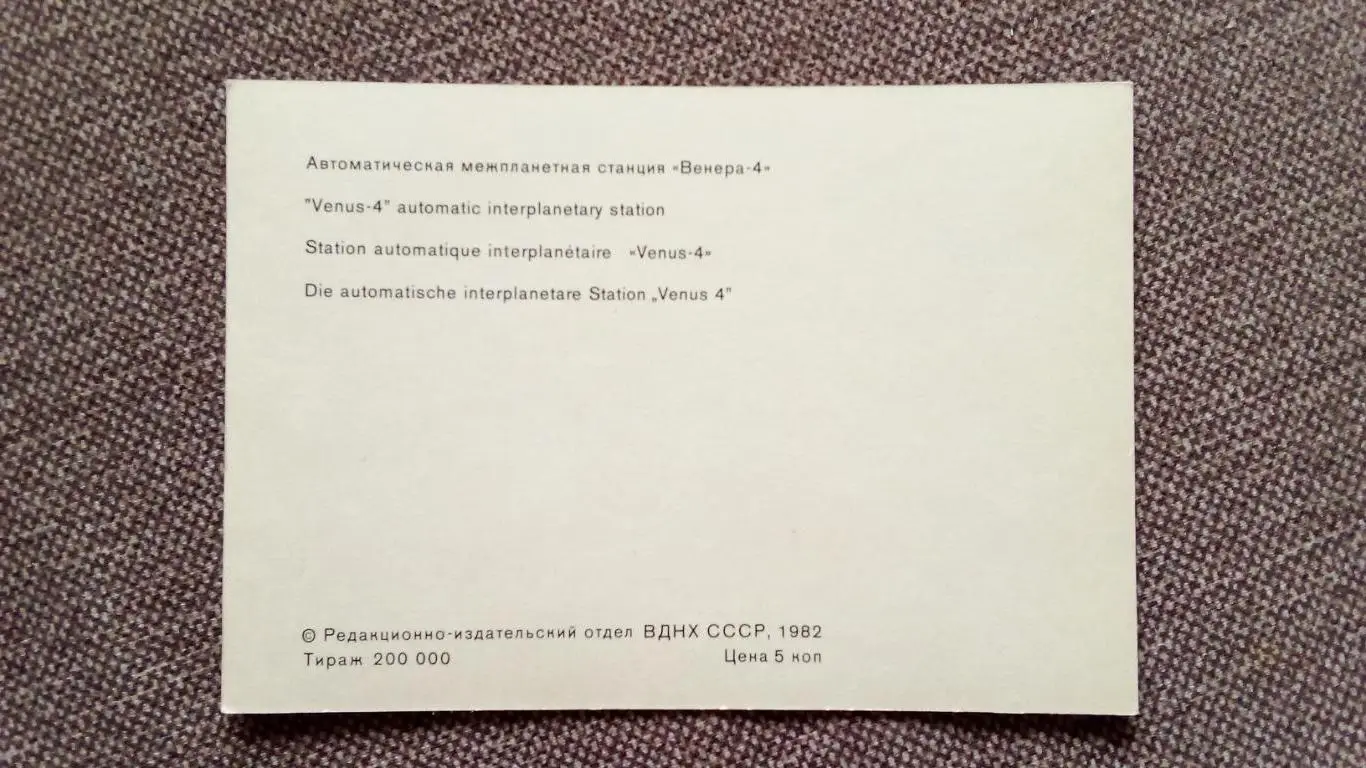 Автоматическая межпланетная станция «Венера-4»
"Venus-4" automatic interplanetary station
Station automatique interplanétaire «Venus-4»
Die automatische interplanetare Station „Venus 4"
© Редакционно-издательский отдел ВДНХ СССР, 1982
Тираж 200 000 Цена 5 коп